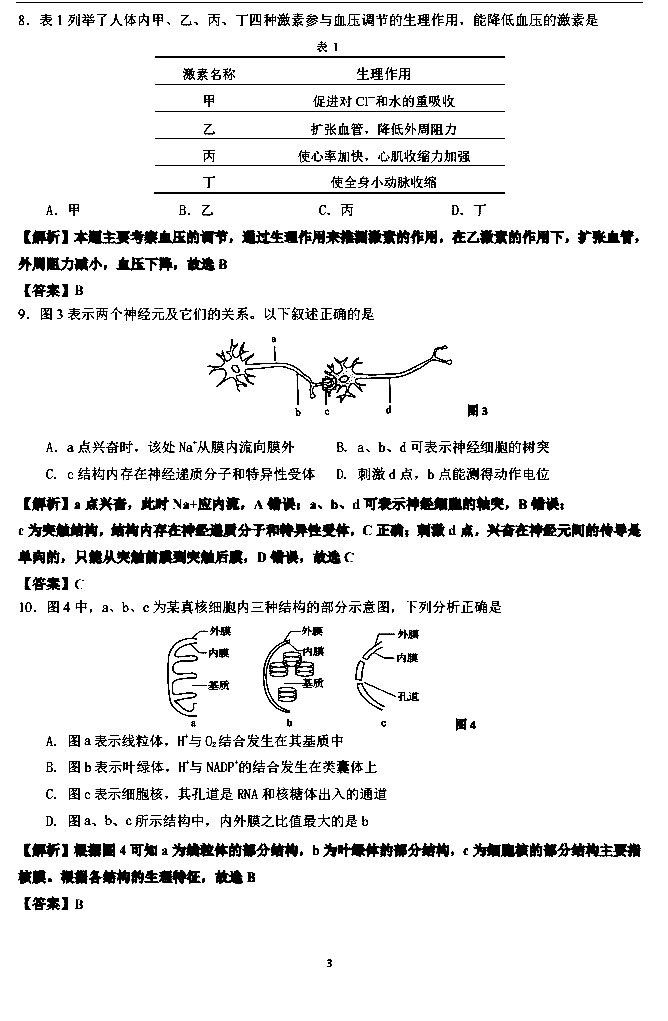 8. 表 1 列举了人体内甲、乙、丙、丁四种激素参与血压调节的生理作用，能降低血压的激素是
表 1
激素名称 生理作用
甲 促进对 Cl⁻和水的重吸收
乙 扩张血管，降低外周阻力
丙 使心率加快，心肌收缩力加强
丁 使全身小动脉收缩
A. 甲 B. 乙 C. 丙 D. 丁
【解析】本题主要考察血压的调节，通过生理作用来推测激素的作用，在乙激素的作用下，扩张血管，
外周阻力减小，血压下降，故选 B
【答案】B
9. 图 3 表示两个神经元及它们的关系。以下叙述正确的是
a
b c d 图 3
A. a 点兴奋时，该处 Na⁺从膜内流向膜外 B. a、b、d 可表示神经细胞的树突
C. c 结构内存在神经递质分子和特异性受体 D. 刺激 d 点，b 点能测得动作电位
【解析】a 点兴奋，此时 Na+应内流，A 错误；a、b、d 可表示神经细胞的轴突，B 错误；
c 为突触结构，结构内存在神经递质分子和特异性受体，C 正确；刺激 d 点，兴奋在神经元间的传导是
单向的，只能从突触前膜到突触后膜，D 错误，故选 C
【答案】C
10. 图 4 中，a、b、c 为某真核细胞内三种结构的部分示意图，下列分析正确是
外膜 外膜 外膜
内膜 内膜 内膜
基质 基质 孔道
a b c 图 4
A. 图 a 表示线粒体，H⁺与 O₂ 结合发生在其基质中
B. 图 b 表示叶绿体，H⁺与 NADP⁺的结合发生在类囊体上
C. 图 c 表示细胞核，其孔道是 RNA 和核糖体出入的通道
D. 图 a、b、c 所示结构中，内外膜之比值最大的是 b
【解析】根据图 4 可知 a 为线粒体的部分结构，b 为叶绿体的部分结构，c 为细胞核的部分结构主要指
核膜。根据各结构的生理特征，故选 B
【答案】B
3